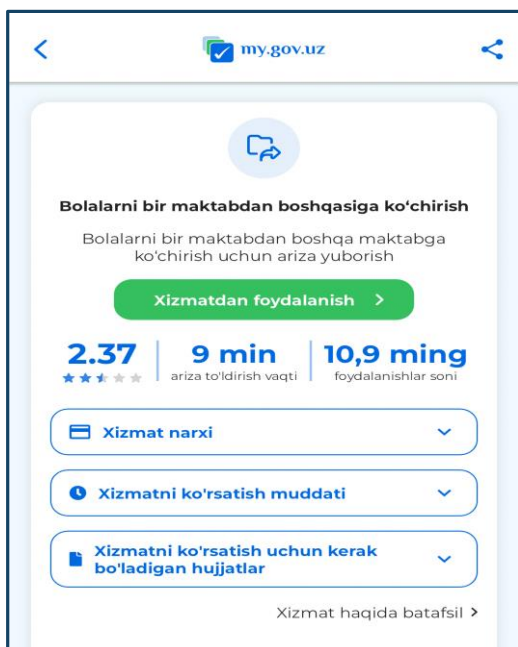 my.gov.uz
Bolalarni bir maktabdan boshqasiga ko‘chirish
Bolalarni bir maktabdan boshqa maktabga
ko‘chirish uchun ariza yuborish
Xizmatdan foydalanish >
2.37
9 min
10,9 ming
ariza to'ldirish vaqti
foydalanishlar soni
Xizmat narxi
Xizmatni ko'rsatish muddati
Xizmatni ko'rsatish uchun kerak
bo'ladigan hujjatlar
Xizmat haqida batafsil >